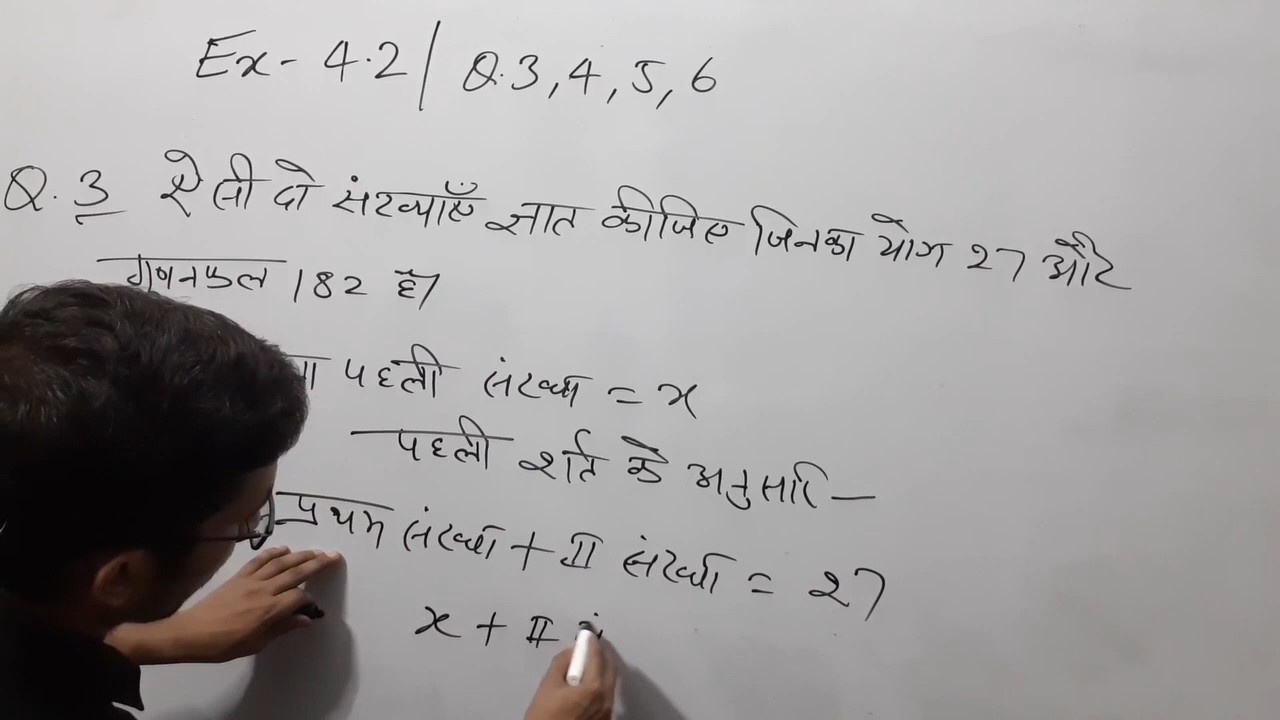 Ex - 4.2 | Q. 3, 4, 5, 6
Q. 3 ऐसी दो संख्याएँ ज्ञात कीजिए जिनका योग 27 और
गुणनफल 182 है।
पहली संख्या = x
पहली शर्त के अनुसार —
प्रथम संख्या + II संख्या = 27
x + II